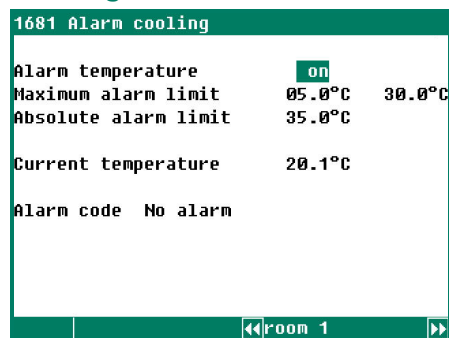 1681 Alarm cooling
Alarm temperature on
Maximum alarm limit 05.0°C 30.0°C
Absolute alarm limit 35.0°C
Current temperature 20.1°C
Alarm code No alarm
room 1